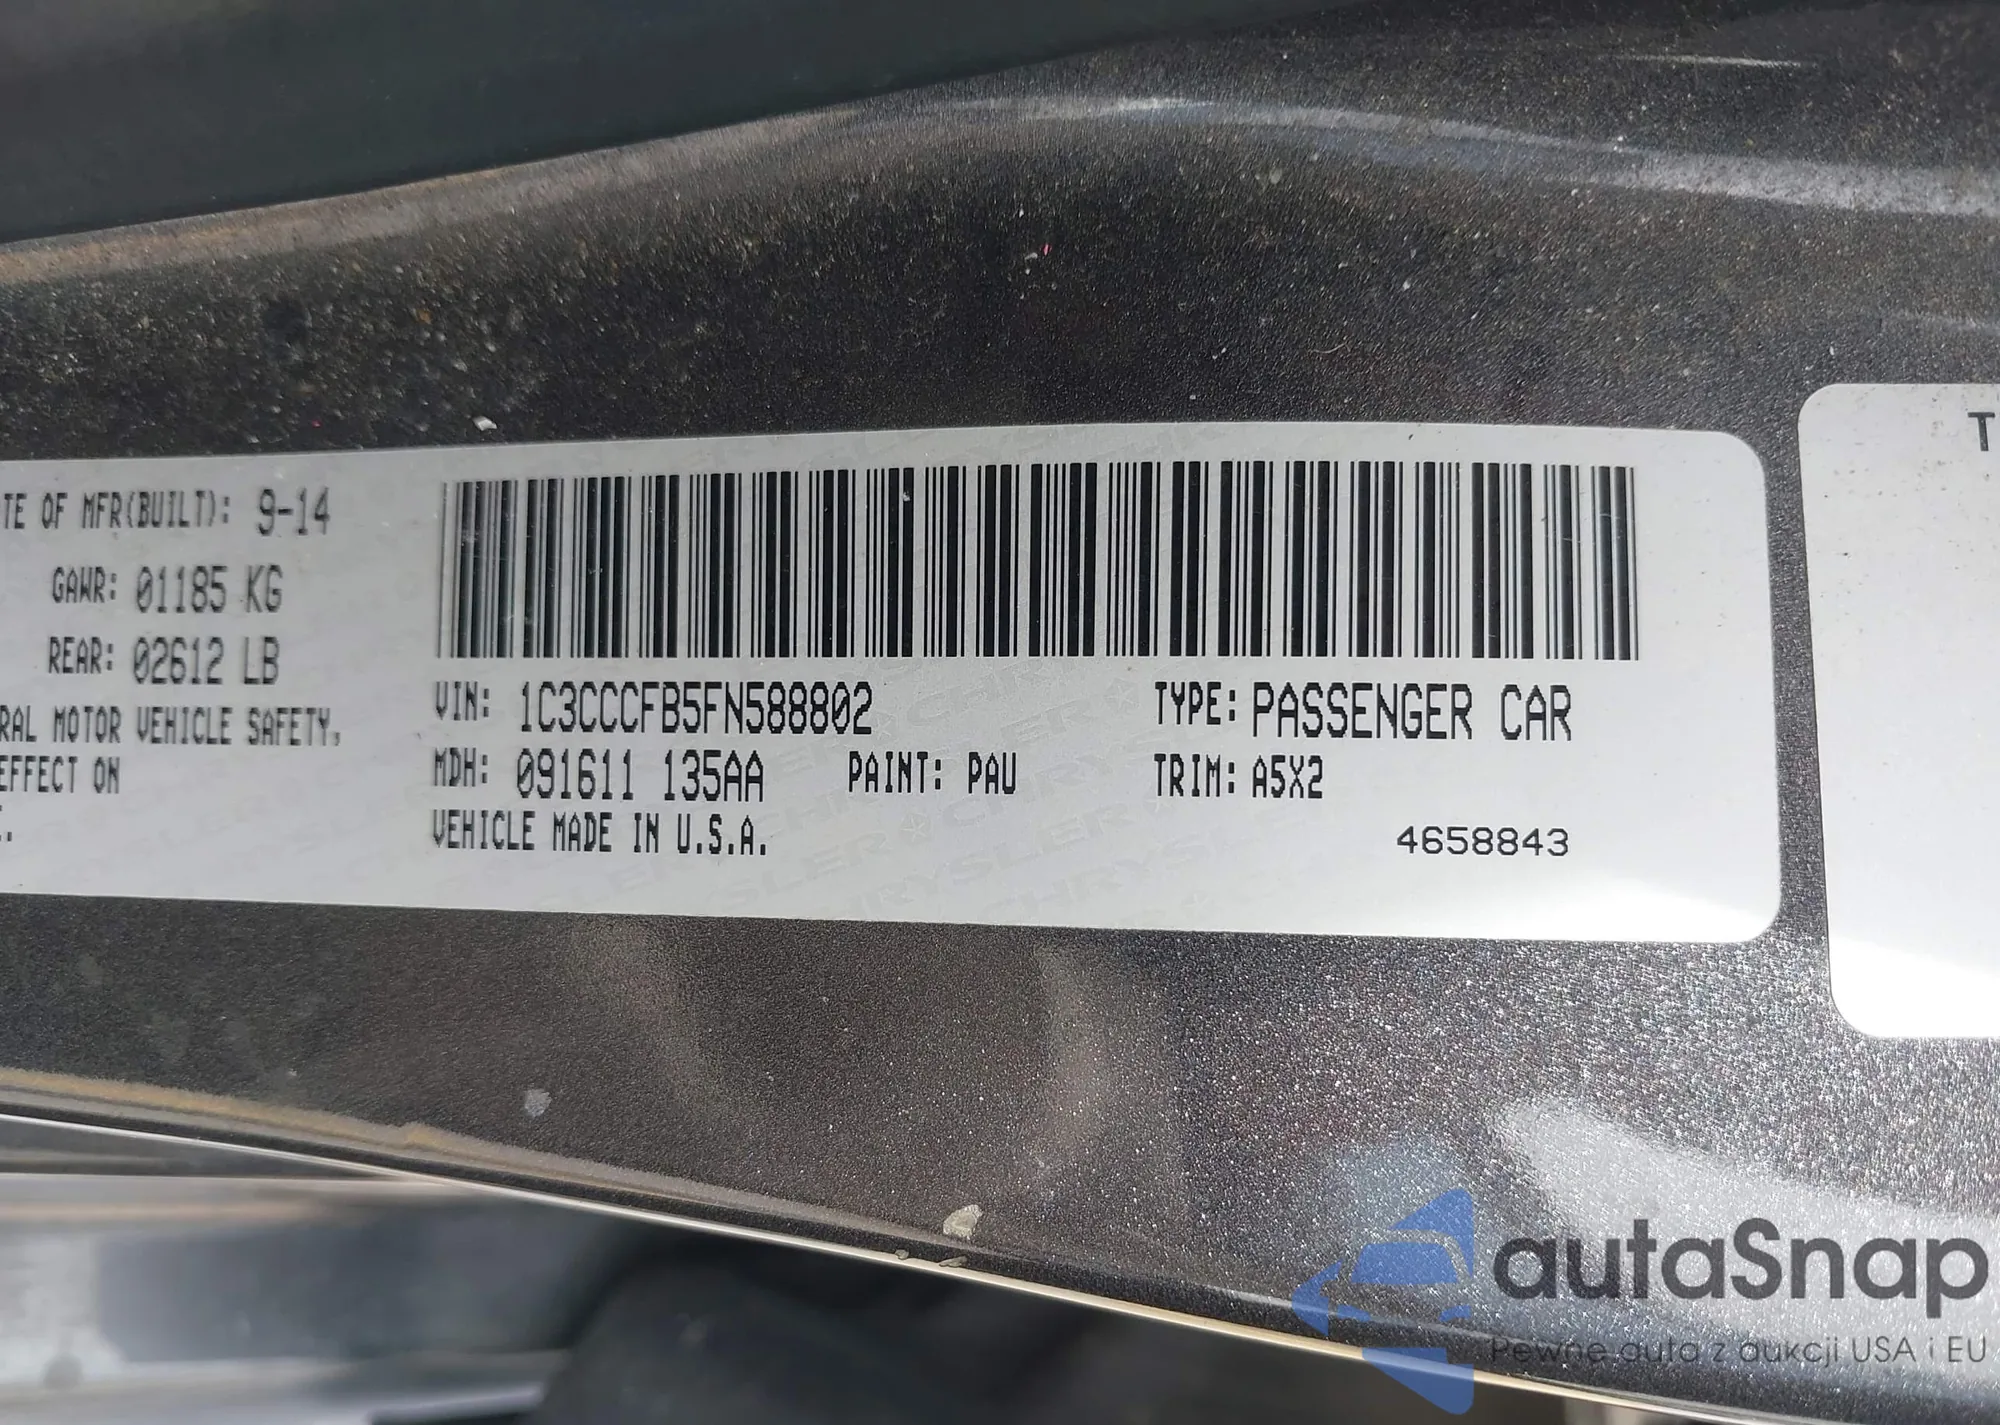 TE OF MFR(BUILT): 9-14
GAWR: 01185 KG
REAR: 02612 LB
RAL MOTOR VEHICLE SAFETY,
EFFECT ON
VIN: 1C3CCCFB5FN588802
TYPE: PASSENGER CAR
MDH: 091611 135AA
PAINT: PAU
TRIM: A5X2
VEHICLE MADE IN U.S.A.
4658843
T
autaSnap
Pewne auta z aukcji USA i EU